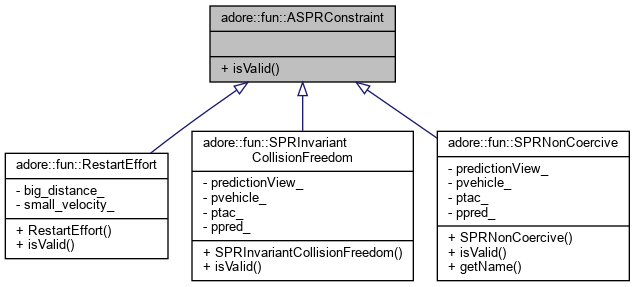 adore::fun::ASPRConstraint
+ isValid()
adore::fun::RestartEffort
- big_distance_
- small_velocity_
+ RestartEffort()
+ isValid()
adore::fun::SPRInvariant
CollisionFreedom
- predictionView_
- pvehicle_
- ptac_
- ppred_
+ SPRInvariantCollisionFreedom()
+ isValid()
adore::fun::SPRNonCoercive
- predictionView_
- pvehicle_
- ptac_
- ppred_
+ SPRNonCoercive()
+ isValid()
+ getName()